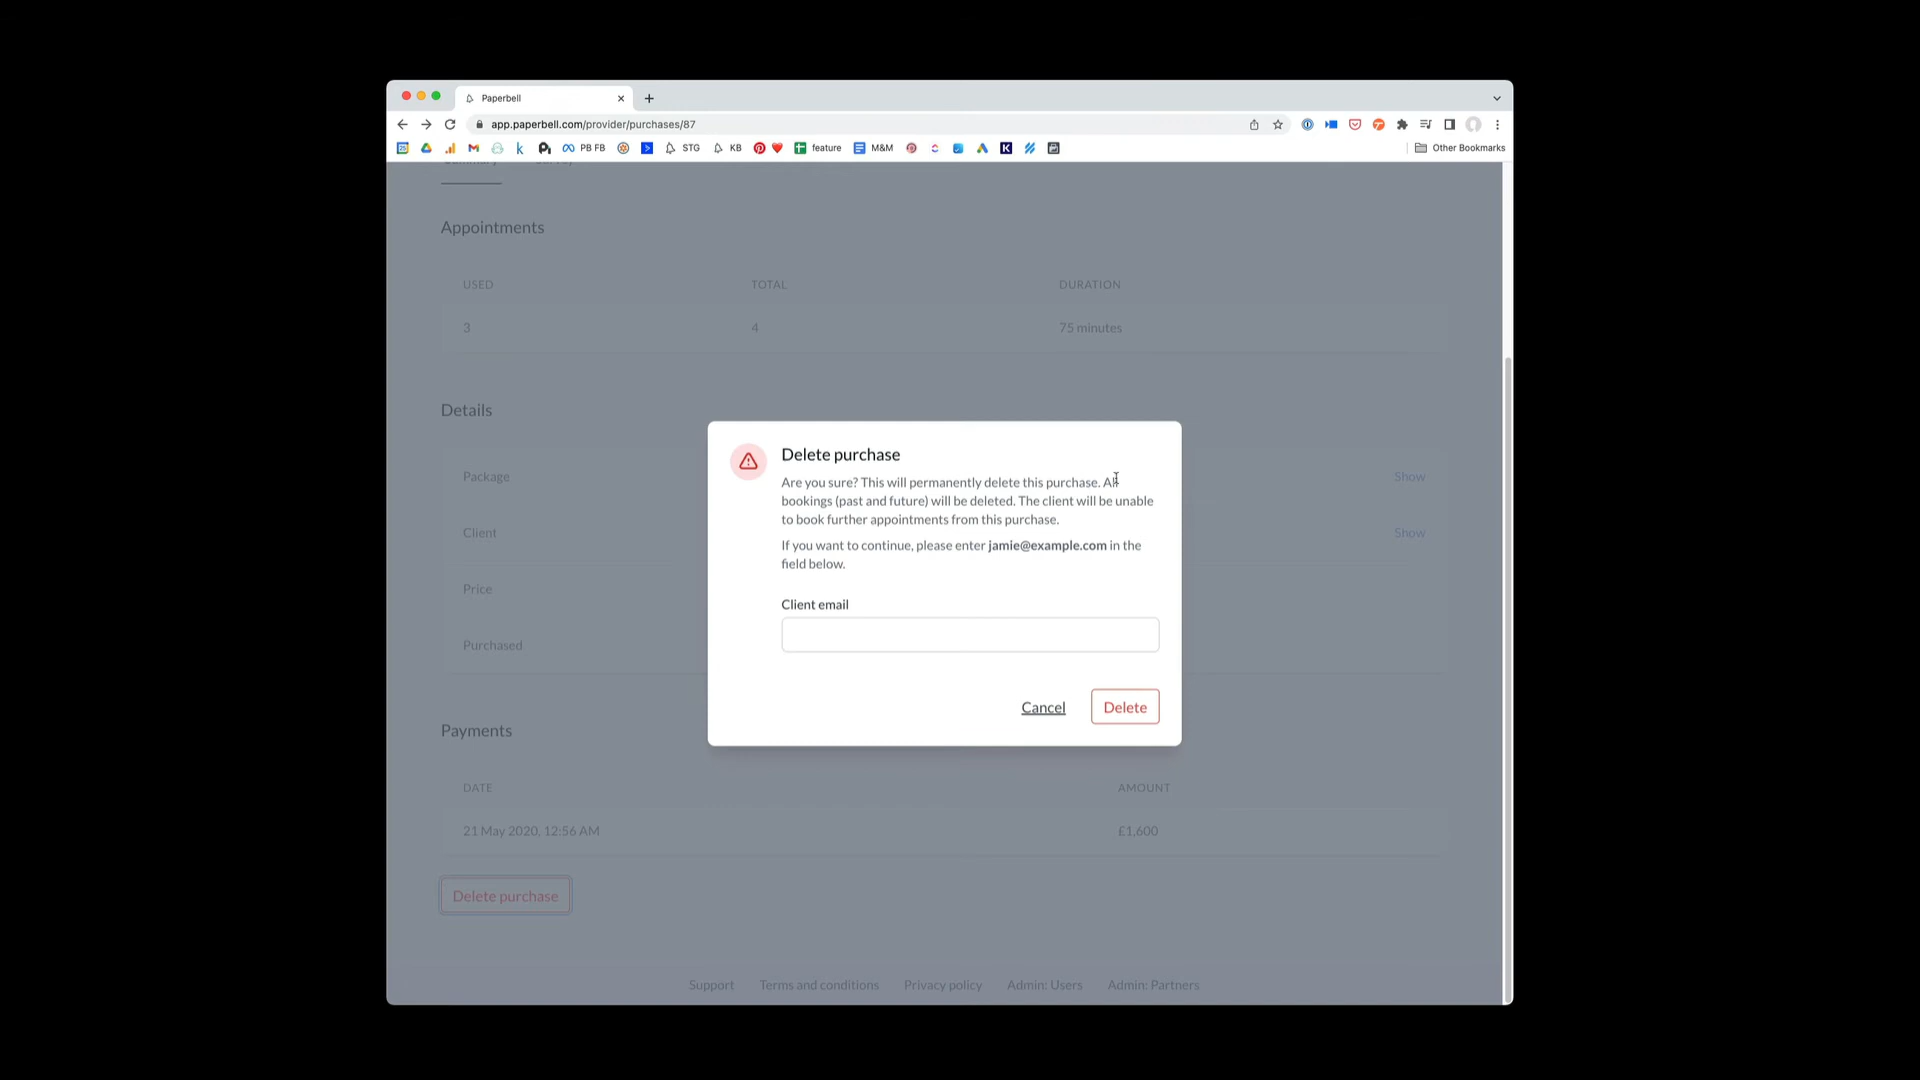 Paperbell
app.paperbell.com/provider/purchases/87
PB FB STG KB feature M&M Other Bookmarks
Appointments
USED TOTAL DURATION
3 4 75 minutes
Details
Package Show
Client Show
Price
Purchased
Delete purchase
Are you sure? This will permanently delete this purchase. All
bookings (past and future) will be deleted. The client will be unable
to book further appointments from this purchase.
If you want to continue, please enter jamie@example.com in the
field below.
Client email
Cancel Delete
Payments
DATE AMOUNT
21 May 2020, 12:56 AM £1,600
Delete purchase
Support Terms and conditions Privacy policy Admin: Users Admin: Partners